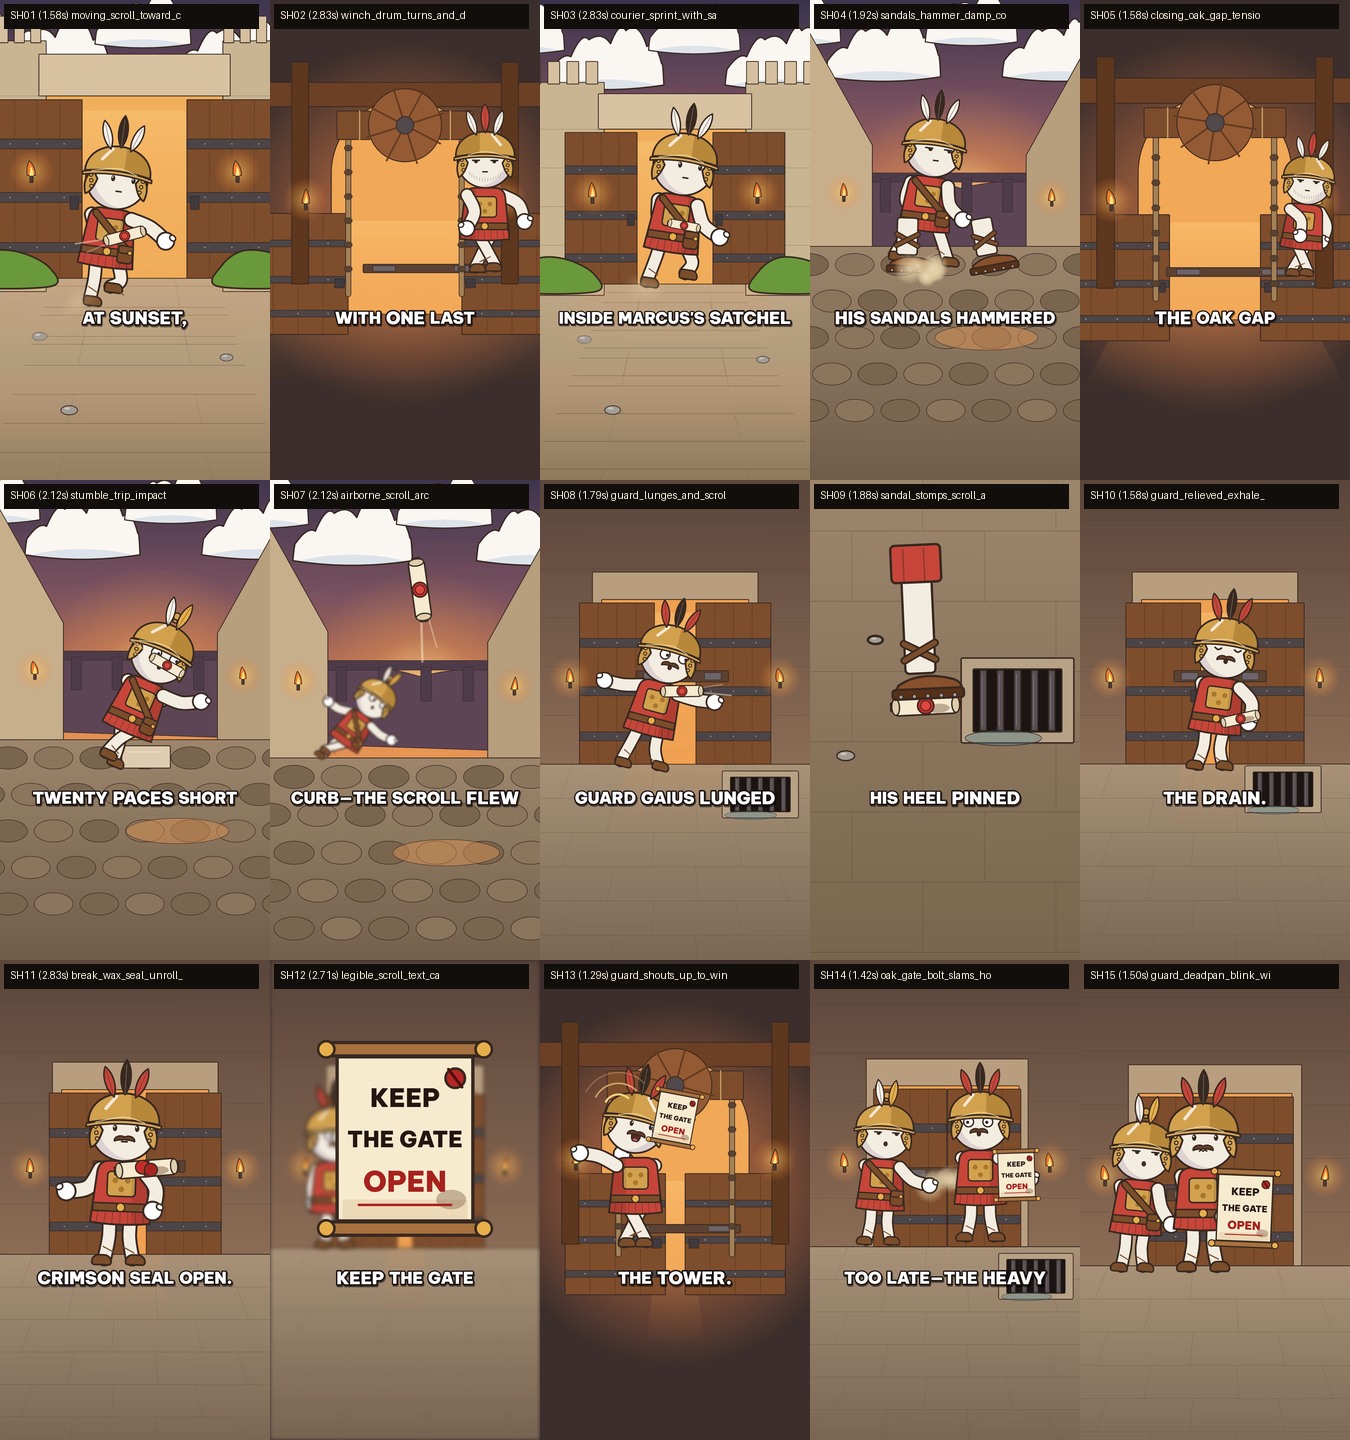 SH01 (1.58s) moving_scroll_toward_c
AT SUNSET,
SH02 (2.83s) winch_drum_turns_and_d
WITH ONE LAST
SH03 (2.83s) courier_sprint_with_sa
INSIDE MARCUS'S SATCHEL
SH04 (1.92s) sandals_hammer_damp_co
HIS SANDALS HAMMERED
SH05 (1.58s) closing_oak_gap_tensio
THE OAK GAP
SH06 (2.12s) stumble_trip_impact
TWENTY PACES SHORT
SH07 (2.12s) airborne_scroll_arc
CURB—THE SCROLL FLEW
SH08 (1.79s) guard_lunges_and_scrol
GUARD GAIUS LUNGED
SH09 (1.88s) sandal_stomps_scroll_a
HIS HEEL PINNED
SH10 (1.58s) guard_relieved_exhale_
THE DRAIN.
SH11 (2.83s) break_wax_seal_unroll_
CRIMSON SEAL OPEN.
SH12 (2.71s) legible_scroll_text_ca
KEEP
THE GATE
OPEN
KEEP THE GATE
SH13 (1.29s) guard_shouts_up_to_win
KEEP
THE GATE
OPEN
THE TOWER.
SH14 (1.42s) oak_gate_bolt_slams_ho
KEEP
THE GATE
OPEN
TOO LATE—THE HEAVY
SH15 (1.50s) guard_deadpan_blink_wi
KEEP
THE GATE
OPEN